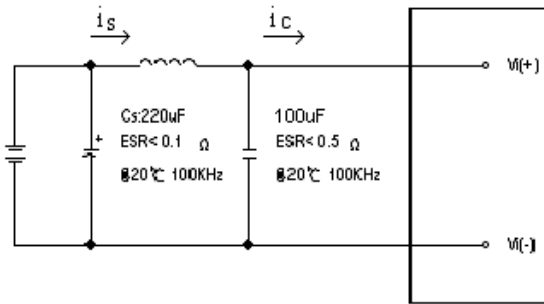 is ic
Vi(+)
Cs:220uF 100uF
+ ESR<0.1 Ω ESR<0.5 Ω
@20℃ 100KHz @20℃ 100KHz
Vi(-)